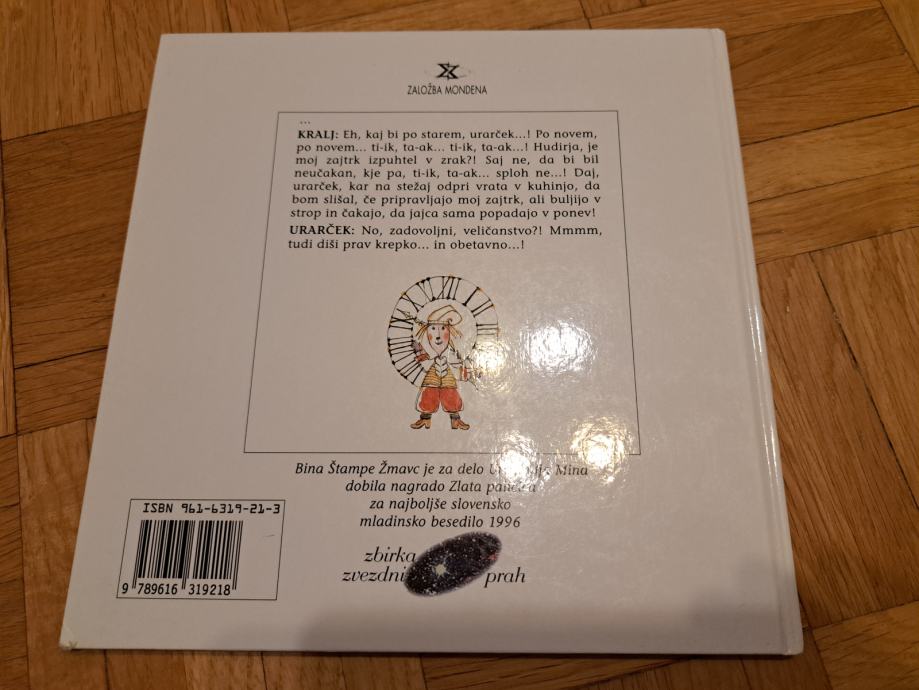 ZALOŽBA MONDENA
...
KRALJ: Eh, kaj bi po starem, urarček...! Po novem,
po novem... ti-ik, ta-ak... ti-ik, ta-ak...! Hudirja, je
moj zajtrk izpuhtel v zrak?! Saj ne, da bi bil
neučakan, kje pa, ti-ik, ta-ak... sploh ne...! Daj,
urarček, kar na stežaj odpri vrata v kuhinjo, da
bom slišal, če pripravljajo moj zajtrk, ali buljijo v
strop in čakajo, da jajca sama popadajo v ponev!
URARČEK: No, zadovoljni, veličanstvo?! Mmmm,
tudi diši prav krepko... in obetavno...!
Bina Štampe Žmavc je za delo Mina
dobila nagrado Zlata
za najboljše slovensko
mladinsko besedilo 1996
zbirka
zvezdni prah
ISBN 961-6319-21-3
9 789616 319218